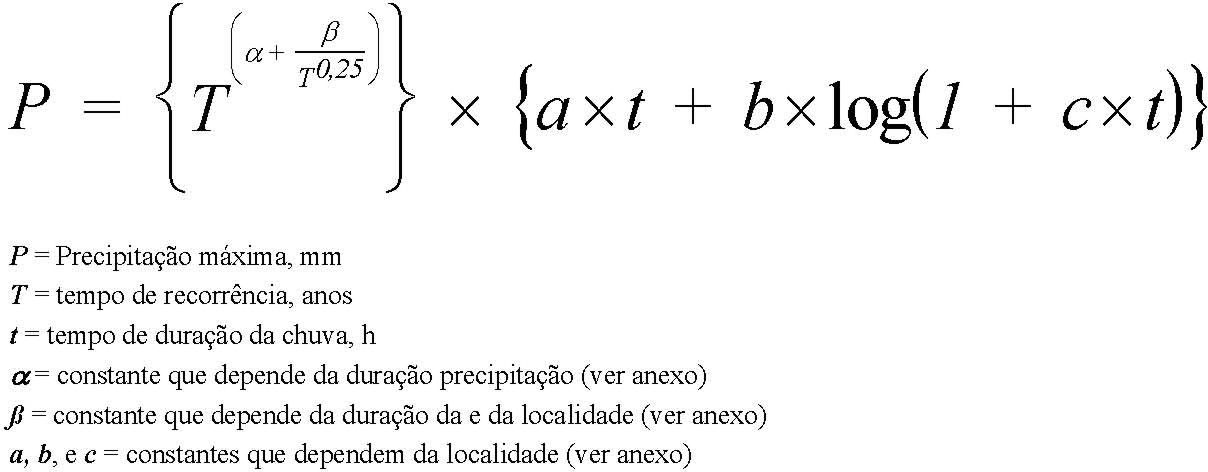 P = {T^(α + β/T^0,25)} × {a × t + b × log(1 + c × t)}
P = Precipitação máxima, mm
T = tempo de recorrência, anos
t = tempo de duração da chuva, h
α = constante que depende da duração precipitação (ver anexo)
β = constante que depende da duração da e da localidade (ver anexo)
a, b, e c = constantes que dependem da localidade (ver anexo)